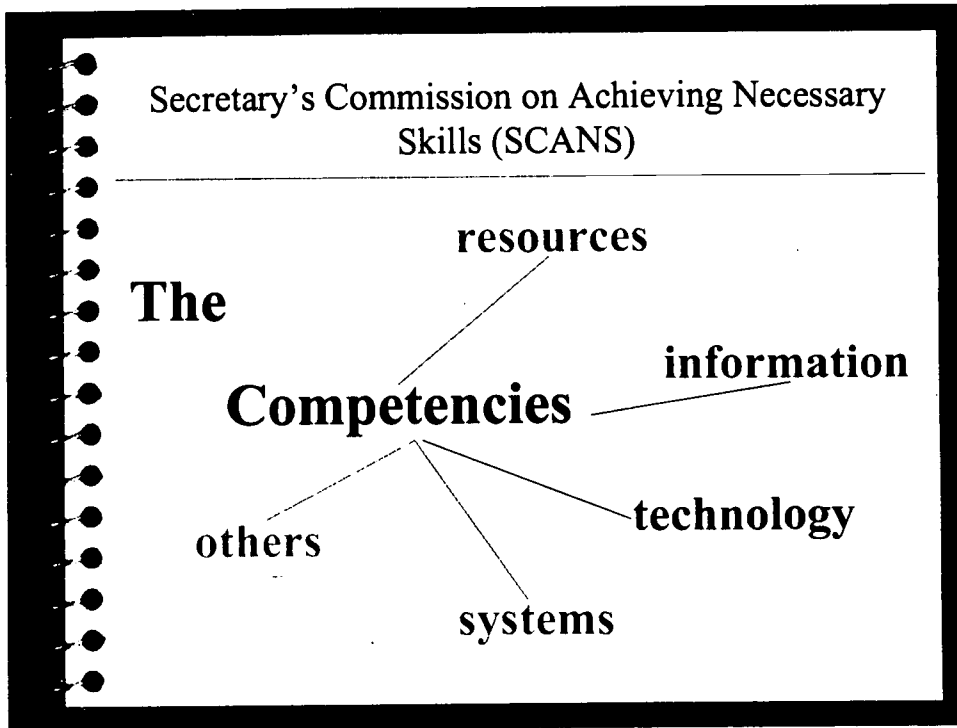 Secretary's Commission on Achieving Necessary
Skills (SCANS)
resources
The
information
Competencies
technology
others
systems